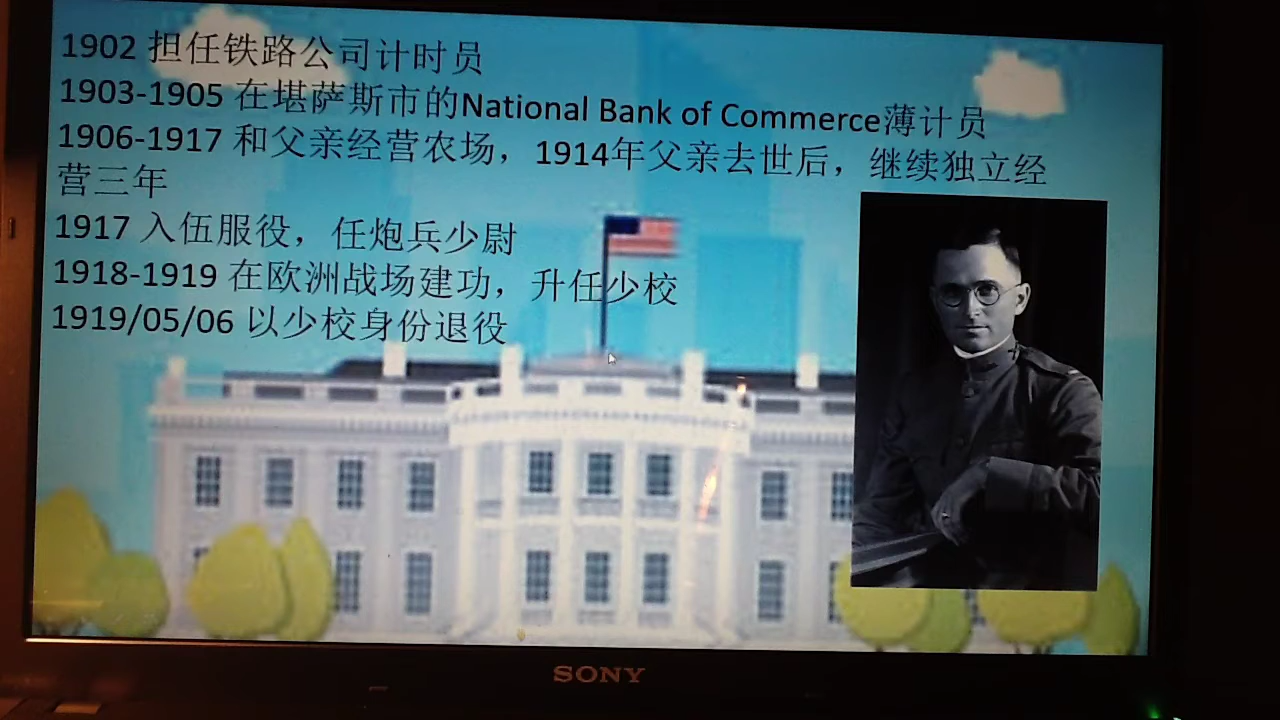 1902 担任铁路公司计时员
1903-1905 在堪萨斯市的National Bank of Commerce薄计员
1906-1917 和父亲经营农场，1914年父亲去世后，继续独立经
营三年
1917 入伍服役，任炮兵少尉
1918-1919 在欧洲战场建功，升任少校
1919/05/06 以少校身份退役
SONY